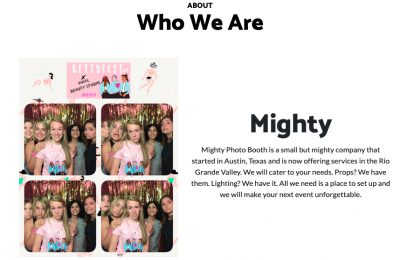 ABOUT
Who We Are
BETTYFEST
BEAUTY STUDIO
Mighty
Mighty Photo Booth is a small but mighty company that
started in Austin, Texas and is now offering services in the Rio
Grande Valley. We will cater to your needs. Props? We have
them. Lighting? We have it. All we need is a place to set up and
we will make your next event unforgettable.